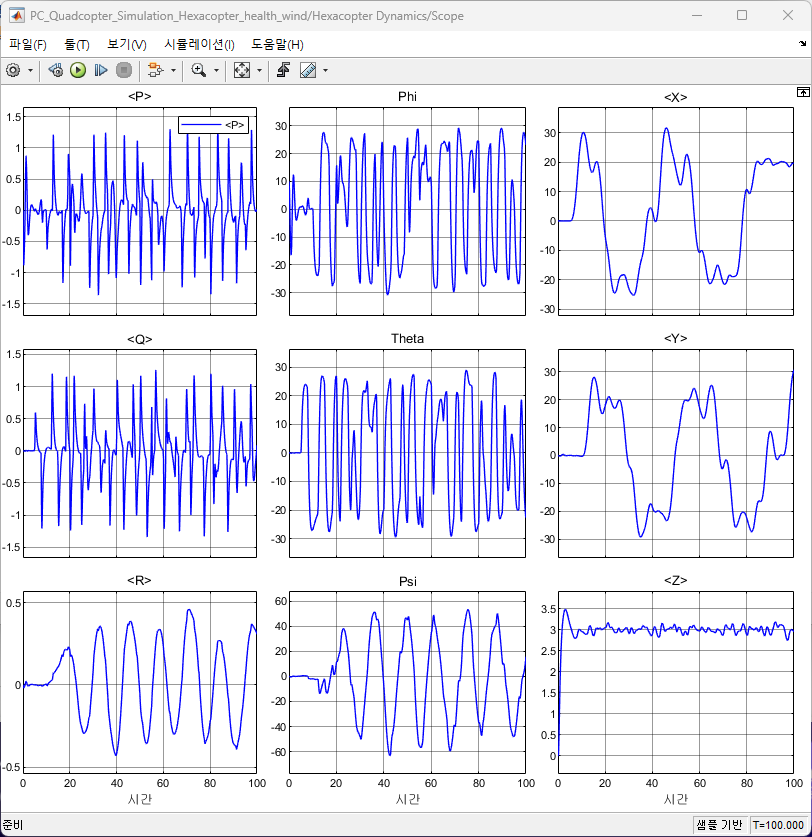 PC_Quadcopter_Simulation_Hexacopter_health_wind/Hexacopter Dynamics/Scope
파일(F) 툴(T) 보기(V) 시뮬레이션(I) 도움말(H)
<P> Phi <X>
<P>
1.5 1 0.5 0 -0.5 -1 -1.5
30 20 10 0 -10 -20 -30
30 20 10 0 -10 -20 -30
<Q> Theta <Y>
1.5 1 0.5 0 -0.5 -1 -1.5
30 20 10 0 -10 -20 -30
30 20 10 0 -10 -20 -30
<R> Psi <Z>
0.5 0 -0.5
60 40 20 0 -20 -40 -60
3.5 3 2.5 2 1.5 1 0.5 0
0 20 40 60 80 100 0 20 40 60 80 100 0 20 40 60 80 100
시간 시간 시간
준비 샘플 기반 T=100.000